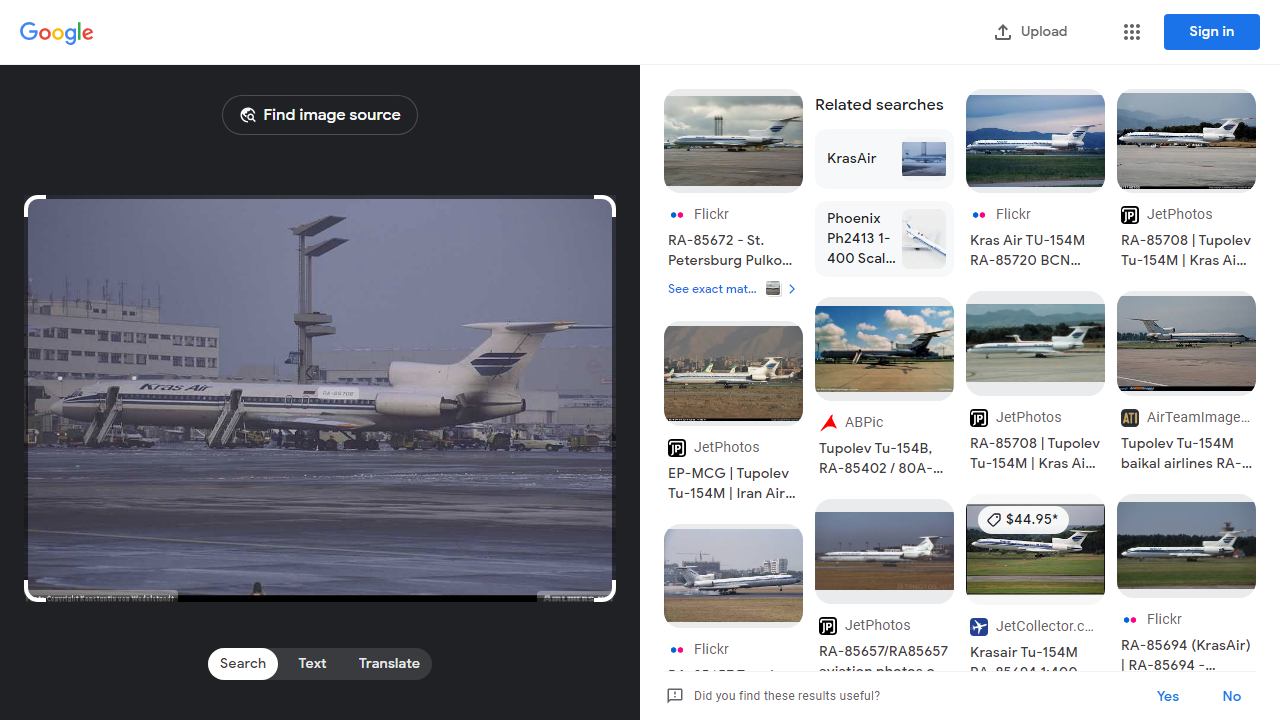 Google
Upload
Sign in
Find image source
Kras Air
Search
Text
Translate
Flickr
RA-85672 - St.
Petersburg Pulko...
See exact mat...
JetPhotos
EP-MCG | Tupolev
Tu-154M | Iran Air...
Flickr
Related searches
KrasAir
Phoenix
Ph2413 1-
400 Scal...
ABPic
Tupolev Tu-154B,
RA-85402 / 80A-...
JetPhotos
RA-85657/RA85657
Flickr
Kras Air TU-154M
RA-85720 BCN...
JetPhotos
RA-85708 | Tupolev
Tu-154M | Kras Ai...
$44.95*
JetCollector.c...
Krasair Tu-154M
JetPhotos
RA-85708 | Tupolev
Tu-154M | Kras Ai...
AirTeamImage...
Tupolev Tu-154M
baikal airlines RA-...
Flickr
RA-85694 (KrasAir)
| RA-85694 -...
Did you find these results useful?
Yes
No